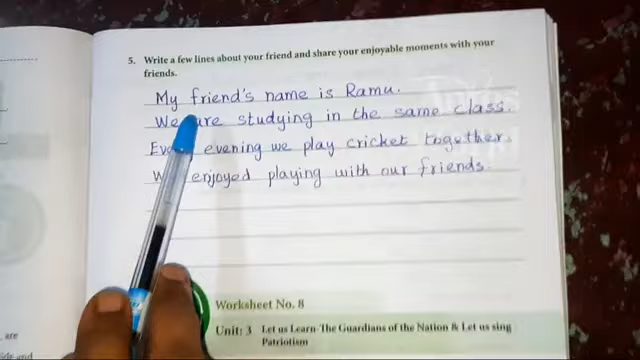 5. Write a few lines about your friend and share your enjoyable moments with your
friends.
My friend's name is Ramu.
We are studying in the same class.
evening we play cricket together.
enjoyed playing with our friends.
Worksheet No. 8
Unit: 3 Let us Learn-The Guardians of the Nation & Let us sing
Patriotism
are
and